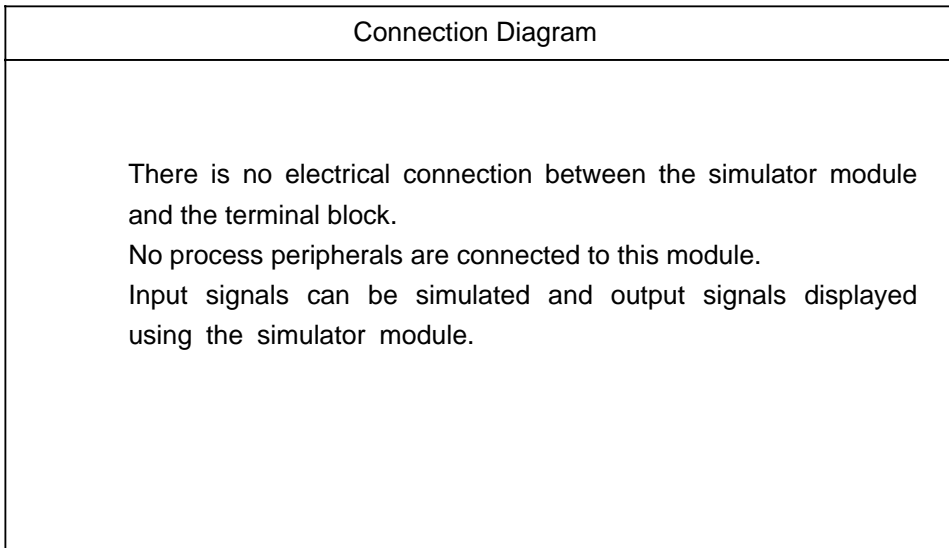 Connection Diagram
There is no electrical connection between the simulator module
and the terminal block.
No process peripherals are connected to this module.
Input signals can be simulated and output signals displayed
using the simulator module.